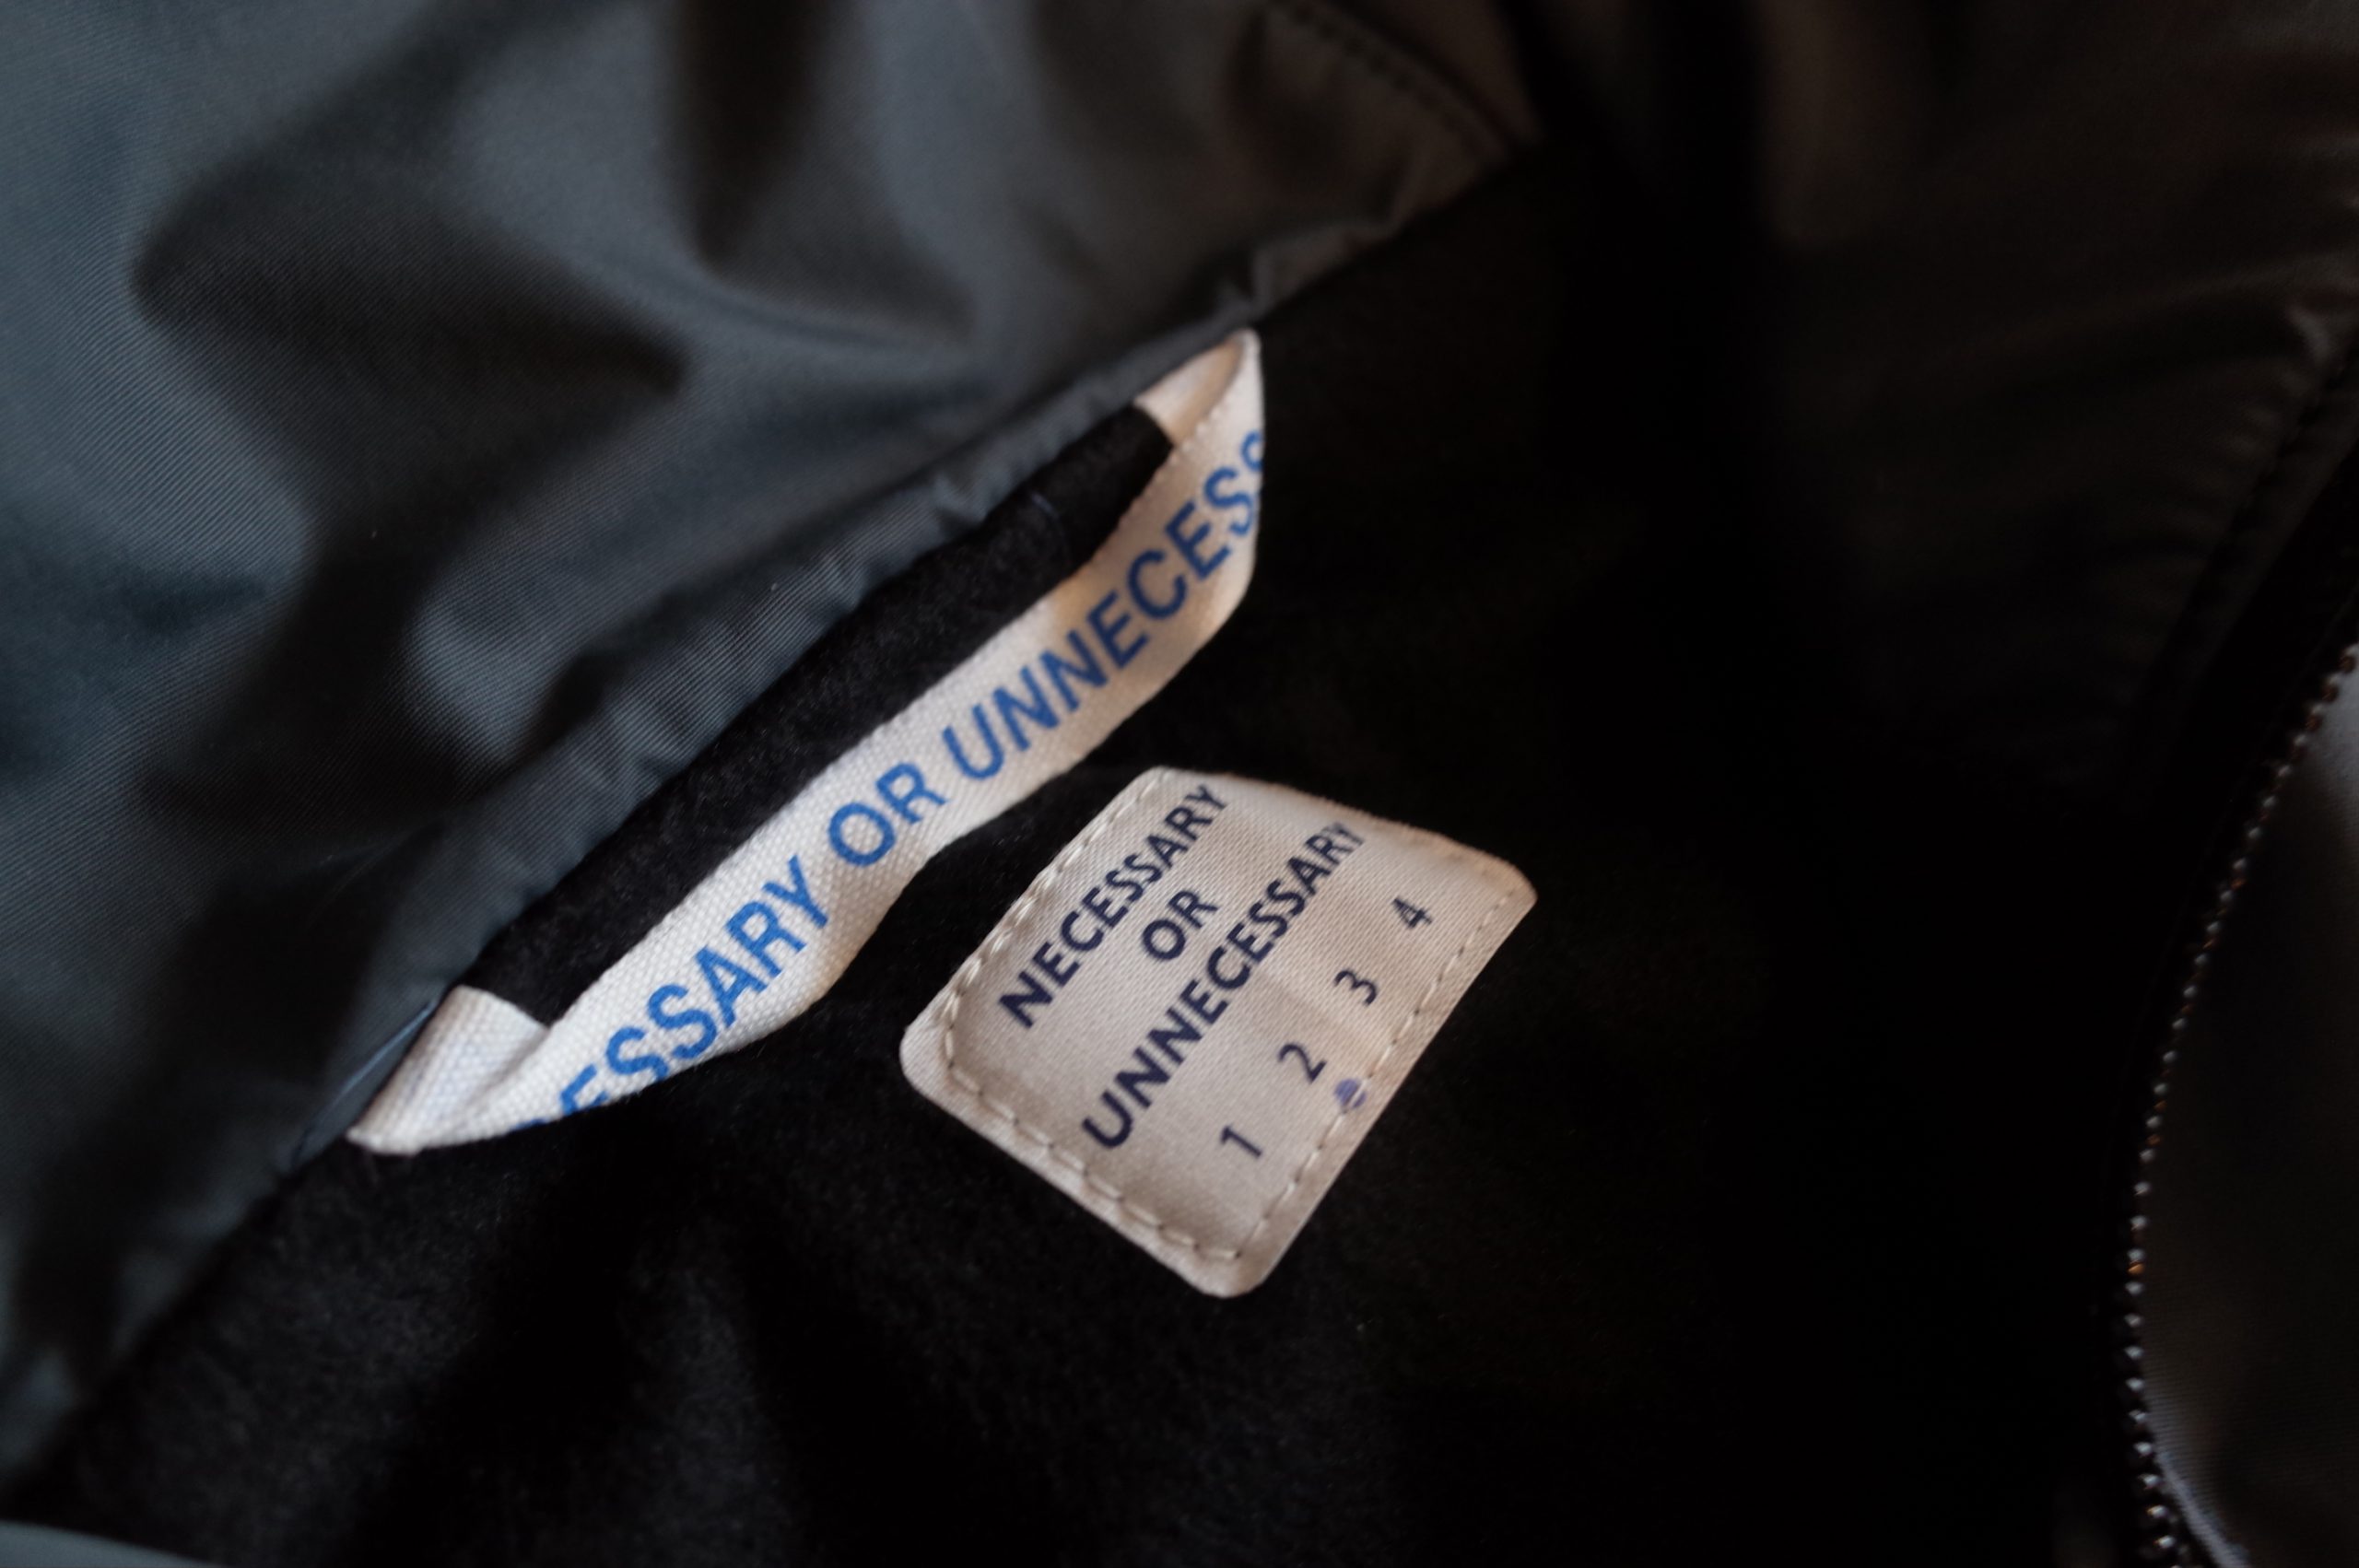 ESSARY OR UNNECESS
NECESSARY
OR
UNNECESSARY
1 2 3 4